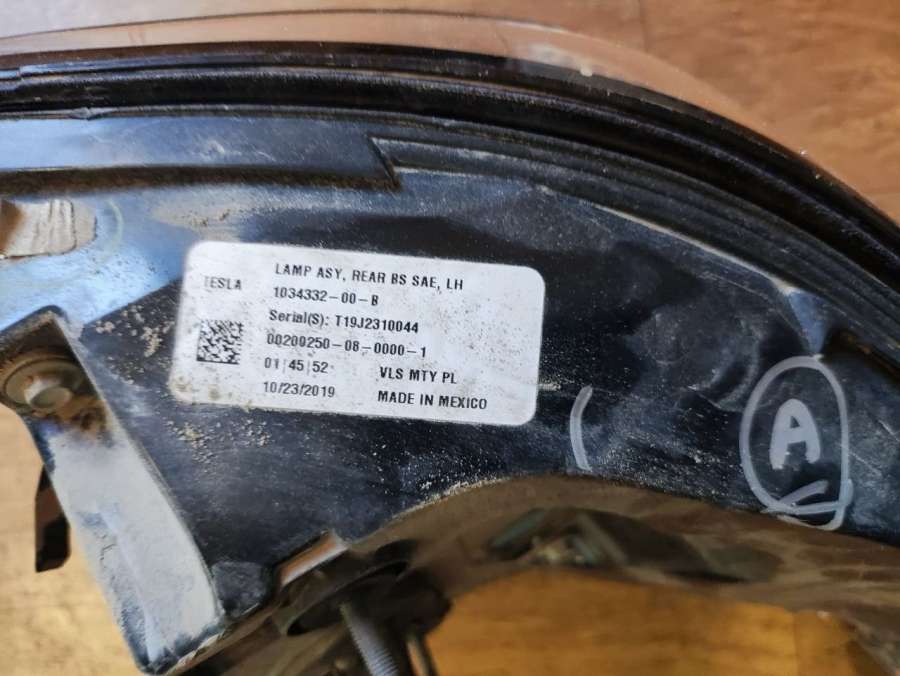 LAMP ASY, REAR BS SAE, LH
TESLA
1034332-00-B
Serial(S): T19J2310044
00200250-08-0000-1
01|45|52
VLS MTY PL
10/23/2019
MADE IN MEXICO
A